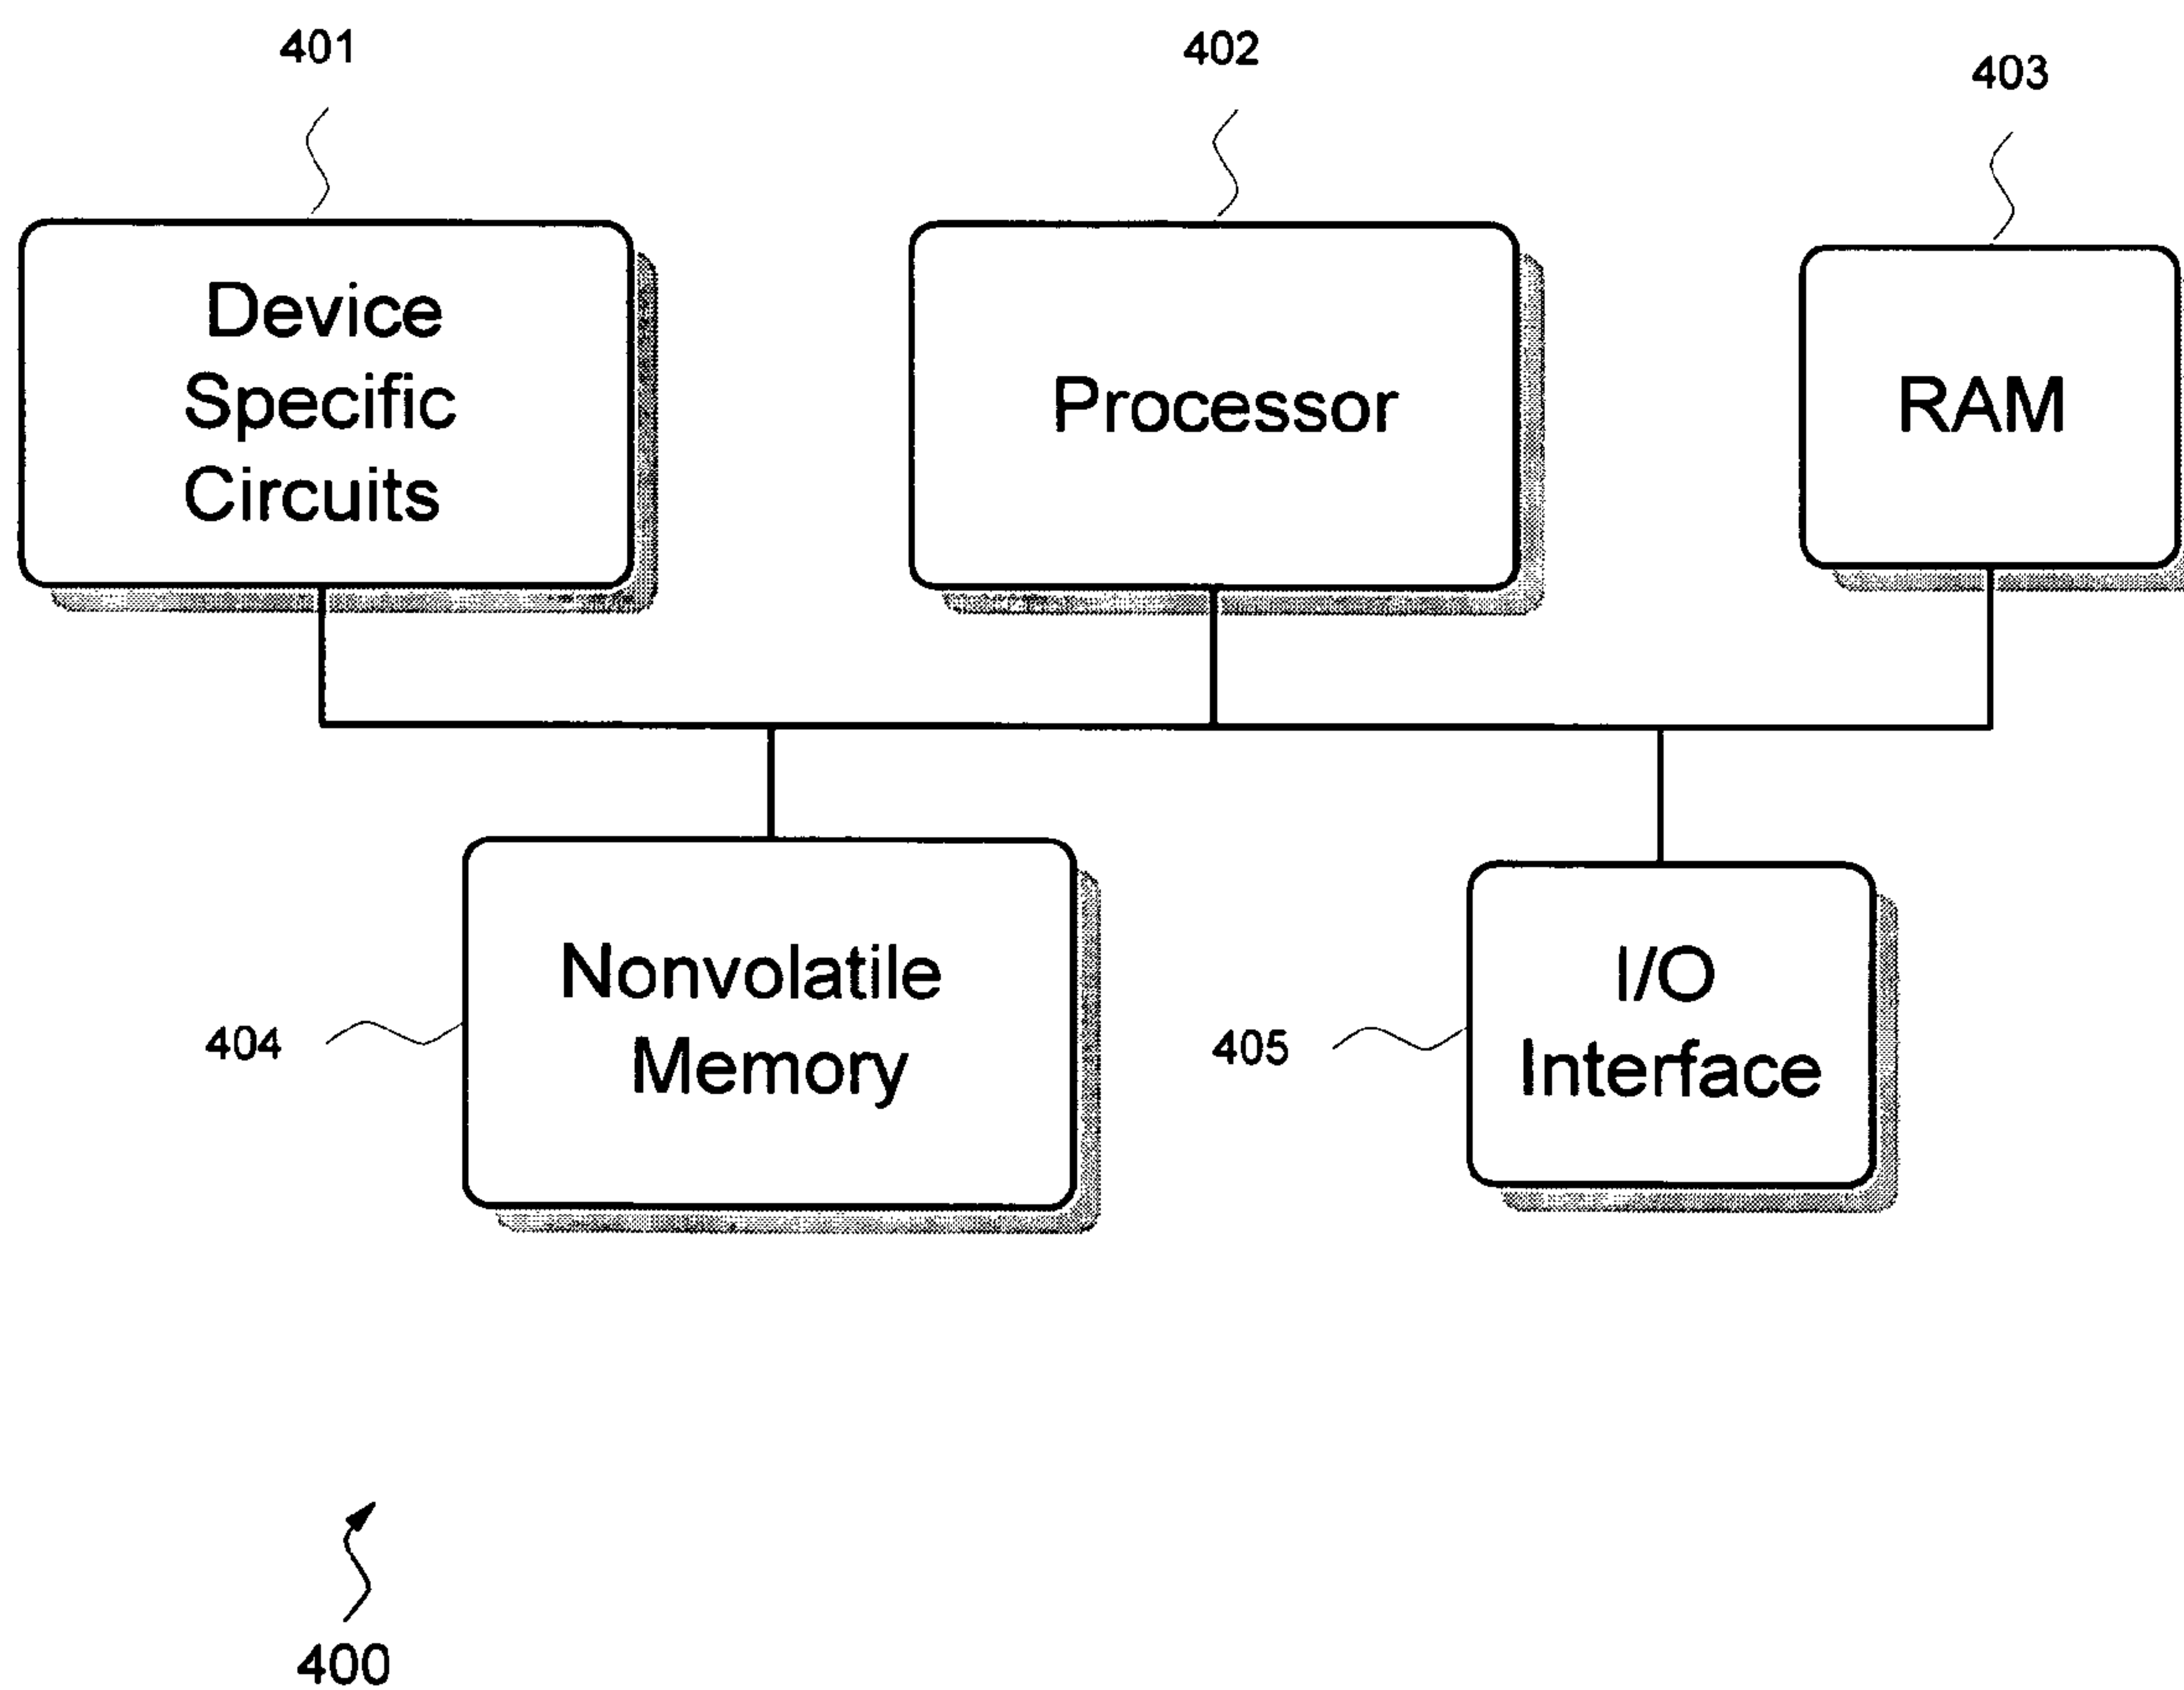 401
402
403
Device
Specific
Circuits
Processor
RAM
Nonvolatile
Memory
404
I/O
Interface
405
400